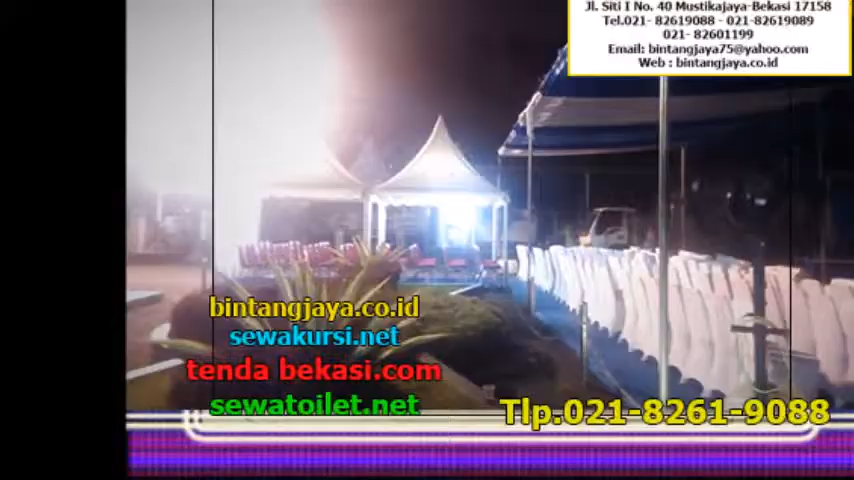 Jl. Siti I No. 40 Mustikajaya-Bekasi 17158
Tel.021- 82619088 - 021-82619089
021- 82601199
Email: bintangjaya75@yahoo.com
Web : bintangjaya.co.id
bintangjaya.co.id
sewakursi.net
tenda bekasi.com
sewatoilet.net
Tlp.021-8261-9088